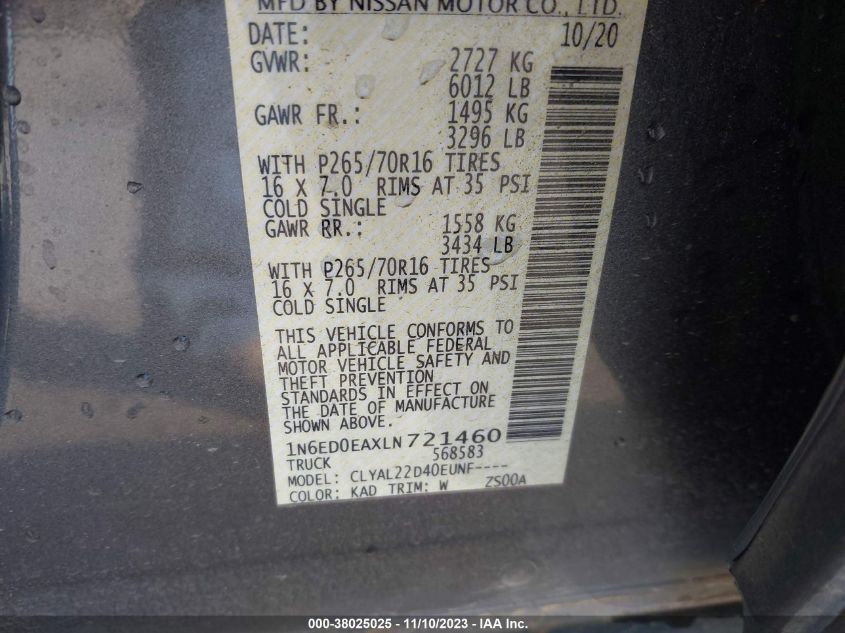 MFD BY NISSAN MOTOR CO., LTD.
DATE: 10/20
GVWR: 2727 KG
6012 LB
GAWR FR.: 1495 KG
3296 LB
WITH P265/70R16 TIRES
16 X 7.0 RIMS AT 35 PSI
COLD SINGLE
GAWR RR.: 1558 KG
3434 LB
WITH P265/70R16 TIRES
16 X 7.0 RIMS AT 35 PSI
COLD SINGLE
THIS VEHICLE CONFORMS TO
ALL APPLICABLE FEDERAL
MOTOR VEHICLE SAFETY AND
THEFT PREVENTION
STANDARDS IN EFFECT ON
THE DATE OF MANUFACTURE
SHOWN ABOVE.
1N6ED0EAXLN721460
TRUCK 568583
MODEL: CLYAL22D40EUNF----
COLOR: KAD TRIM: W ZS00A
000-38025025 - 11/10/2023 - IAA Inc.